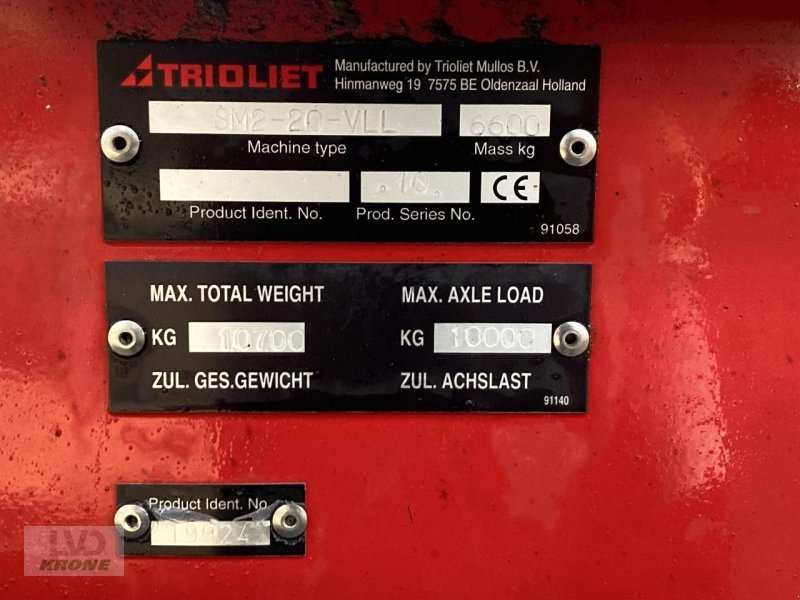 TRIOLIET
Manufactured by Trioliet Mullos B.V.
Hinmanweg 19 7575 BE Oldenzaal Holland
SM2-20-VLL 6600
Machine type Mass kg
.10. CE
Product Ident. No. Prod. Series No.
91058
MAX. TOTAL WEIGHT MAX. AXLE LOAD
KG 10700 KG 10000
ZUL. GES.GEWICHT ZUL. ACHSLAST
91140
Product Ident. No.
19924
LVD
KRONE